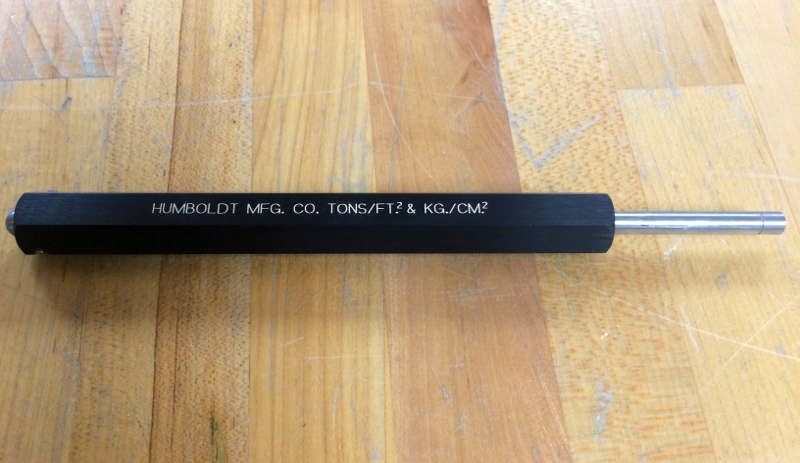 HUMBOLDT MFG. CO. TONS/FT.² & KG./CM.²